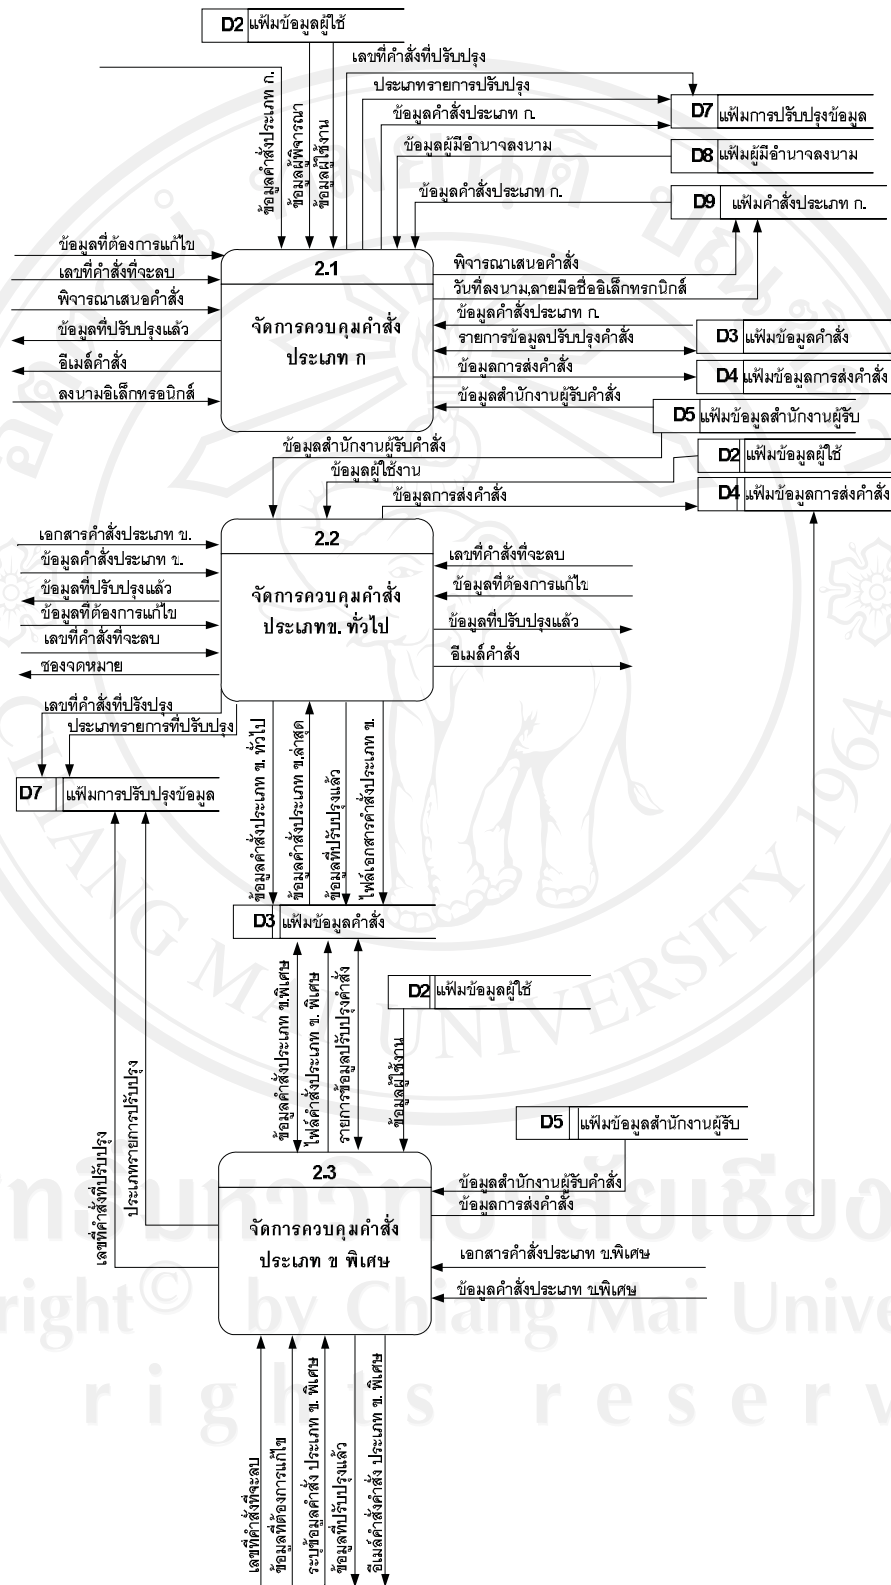 D2 แฟ้มข้อมูลผู้ใช้
เลขที่คำสั่งที่ปรับปรุง
ประเภทรายการปรับปรุง
ข้อมูลคำสั่งประเภท ก.
ข้อมูลผู้มีอำนาจลงนาม
ข้อมูลคำสั่งประเภท ก.
ข้อมูลคำสั่งประเภท ก.
ข้อมูลผู้พิจารณา
ข้อมูลผู้ใช้งาน
D7 แฟ้มการปรับปรุงข้อมูล
D8 แฟ้มผู้มีอำนาจลงนาม
D9 แฟ้มคำสั่งประเภท ก.
ข้อมูลที่ต้องการแก้ไข
เลขที่คำสั่งที่จะลบ
พิจารณาเสนอคำสั่ง
ข้อมูลที่ปรับปรุงแล้ว
อีเมล์คำสั่ง
ลงนามอิเล็กทรอนิกส์
2.1
จัดการควบคุมคำสั่ง
ประเภท ก
พิจารณาเสนอคำสั่ง
วันที่ลงนาม,ลายมือชื่ออิเล็กทรกนิกส์
ข้อมูลคำสั่งประเภท ก.
รายการข้อมูลปรับปรุงคำสั่ง
ข้อมูลการส่งคำสั่ง
ข้อมูลสำนักงานผู้รับคำสั่ง
D3 แฟ้มข้อมูลคำสั่ง
D4 แฟ้มข้อมูลการส่งคำสั่ง
D5 แฟ้มข้อมูลสำนักงานผู้รับ
D2 แฟ้มข้อมูลผู้ใช้
D4 แฟ้มข้อมูลการส่งคำสั่ง
ข้อมูลสำนักงานผู้รับคำสั่ง
ข้อมูลผู้ใช้งาน
ข้อมูลการส่งคำสั่ง
เอกสารคำสั่งประเภท ข.
ข้อมูลคำสั่งประเภท ข.
ข้อมูลที่ปรับปรุงแล้ว
ข้อมูลที่ต้องการแก้ไข
เลขที่คำสั่งที่จะลบ
ซองจดหมาย
2.2
จัดการควบคุมคำสั่ง
ประเภทข. ทั่วไป
เลขที่คำสั่งที่จะลบ
ข้อมูลที่ต้องการแก้ไข
ข้อมูลที่ปรับปรุงแล้ว
อีเมล์คำสั่ง
เลขที่คำสั่งที่ปรังปรุง
ประเภทรายการที่ปรับปรุง
D7 แฟ้มการปรับปรุงข้อมูล
ข้อมูลคำสั่งประเภท ข. ทั่วไป
ข้อมูลคำสั่งประเภท ข.ล่าสุด
ข้อมูลที่ปรับปรุงแล้ว
ไฟล์เอกสารคำสั่งประเภท ข.
D3 แฟ้มข้อมูลคำสั่ง
ข้อมูลคำสั่งประเภท ข.พิเศษ
ไฟล์คำสั่งประเภท ข. พิเศษ
รายการข้อมูลปรับปรุงคำสั่ง
ข้อมูลผู้ใช้งาน
D2 แฟ้มข้อมูลผู้ใช้
D5 แฟ้มข้อมูลสำนักงานผู้รับ
เลขที่คำสั่งที่ปรับปรุง
ประเภทรายการปรับปรุง
2.3
จัดการควบคุมคำสั่ง
ประเภท ข พิเศษ
ข้อมูลสำนักงานผู้รับคำสั่ง
ข้อมูลการส่งคำสั่ง
เอกสารคำสั่งประเภท ข.พิเศษ
ข้อมูลคำสั่งประเภท ข.พิเศษ
เลขที่คำสั่งที่จะลบ
ข้อมูลที่ต้องการแก้ไข
ระบุข้อมูลคำสั่ง ประเภท ข. พิเศษ
ข้อมูลที่ปรับปรุงแล้ว
อีเมล์คำสั่งคำสั่ง ประเภท ข. พิเศษ
CHIANG MAI UNIVERSITY 1964
right © by Chiang Mai Unive
rights reserv